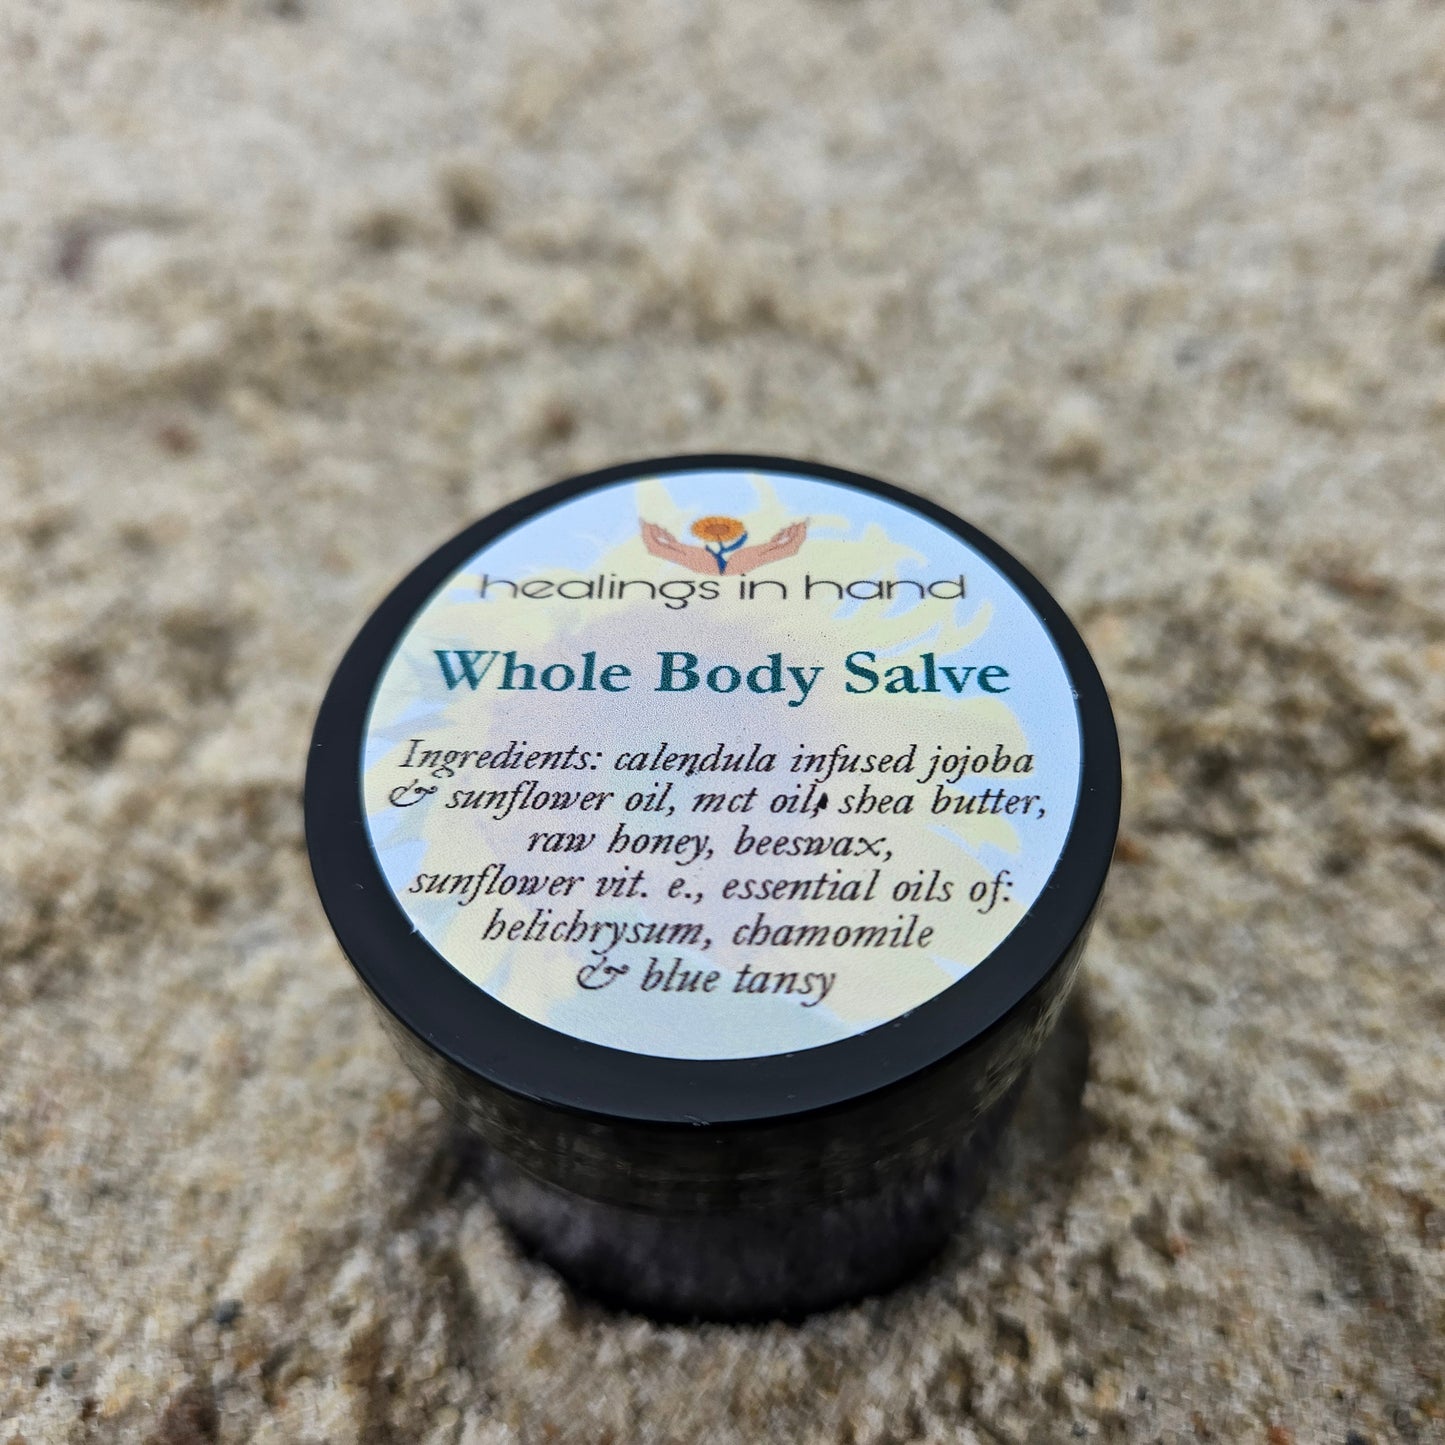 healings in hand
Whole Body Salve
Ingredients: calendula infused jojoba
& sunflower oil, mct oil, shea butter,
raw honey, beeswax,
sunflower vit. e., essential oils of:
helichrysum, chamomile
& blue tansy